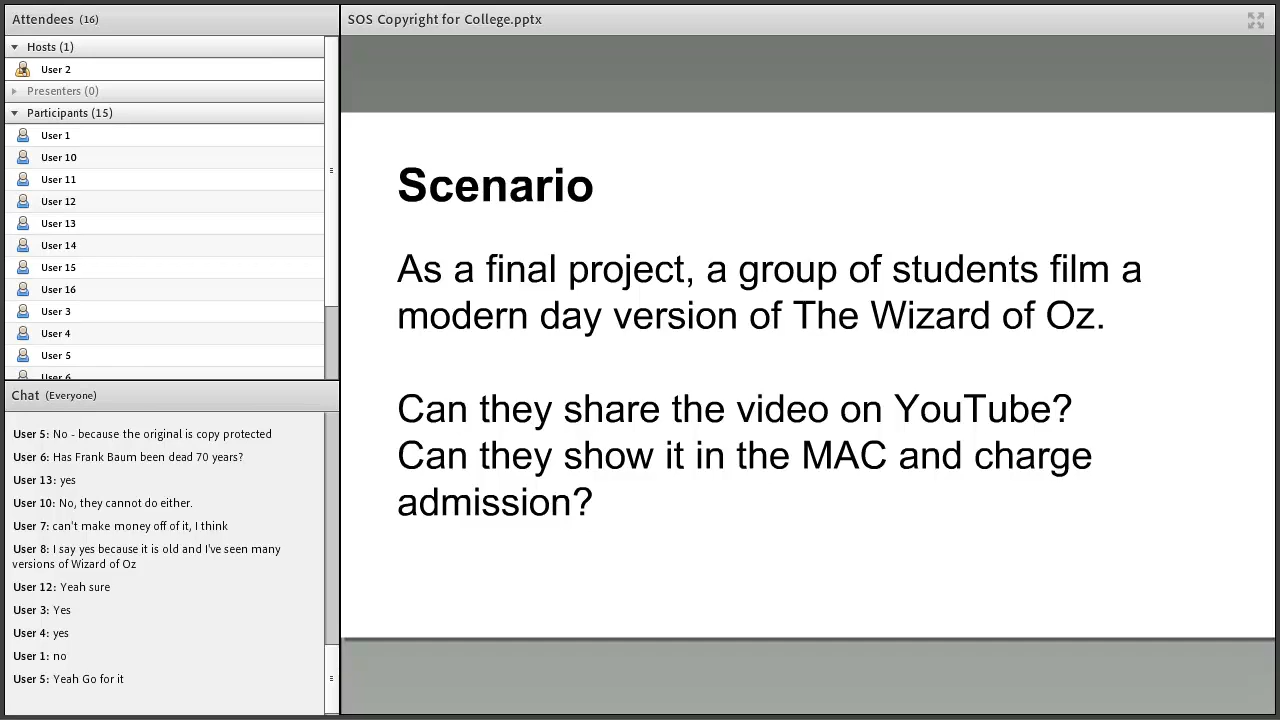 Attendees (16)
Hosts (1)
User 2
Presenters (0)
Participants (15)
User 1
User 10
User 11
User 12
User 13
User 14
User 15
User 16
User 3
User 4
User 5
User 6
Chat (Everyone)
User 5: No - because the original is copy protected
User 6: Has Frank Baum been dead 70 years?
User 13: yes
User 10: No, they cannot do either.
User 7: can't make money off of it, I think
User 8: I say yes because it is old and I've seen many
versions of Wizard of Oz
User 12: Yeah sure
User 3: Yes
User 4: yes
User 1: no
User 5: Yeah Go for it
SOS Copyright for College.pptx
Scenario
As a final project, a group of students film a
modern day version of The Wizard of Oz.
Can they share the video on YouTube?
Can they show it in the MAC and charge
admission?